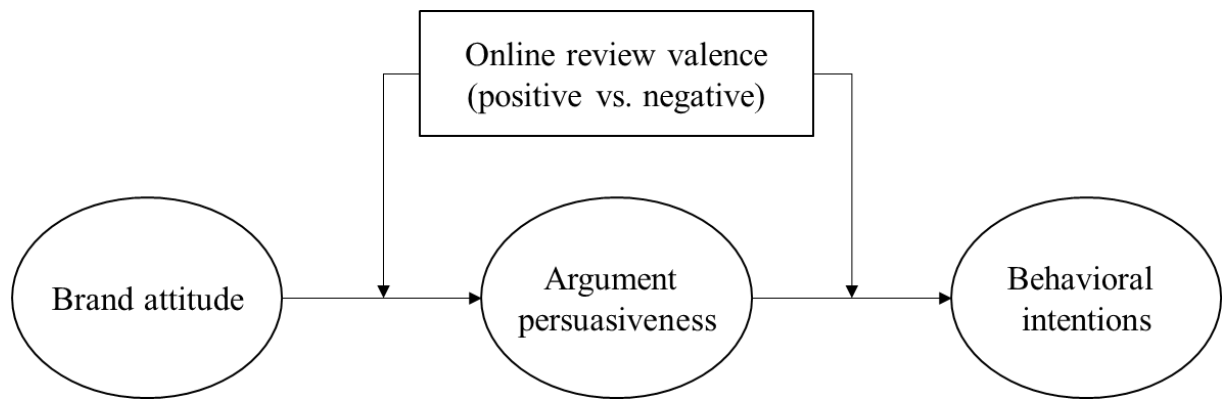 Online review valence
(positive vs. negative)
Brand attitude
Argument
persuasiveness
Behavioral
intentions